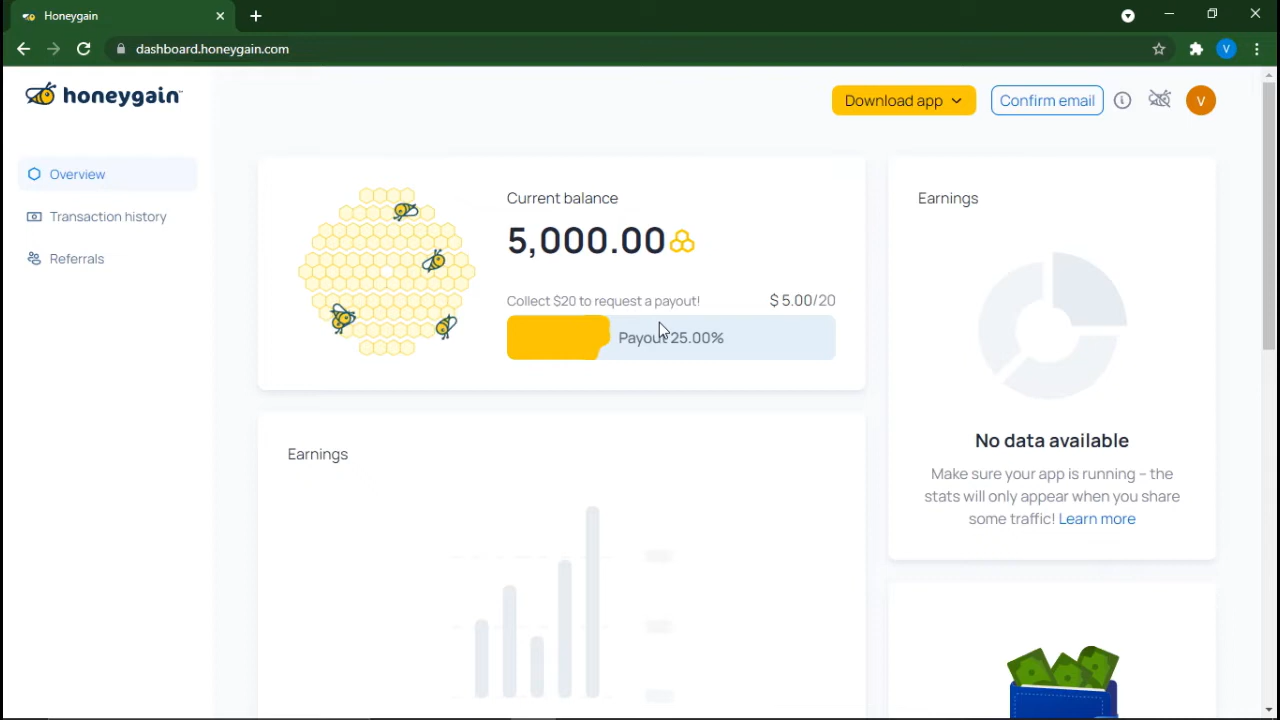 Honeygain
dashboard.honeygain.com
V
honeygain
Download app
Confirm email
V
Overview
Transaction history
Referrals
Current balance
5,000.00
Collect $20 to request a payout!
$ 5.00/20
Payout 25.00%
Earnings
No data available
Make sure your app is running – the
stats will only appear when you share
some traffic! Learn more
Earnings